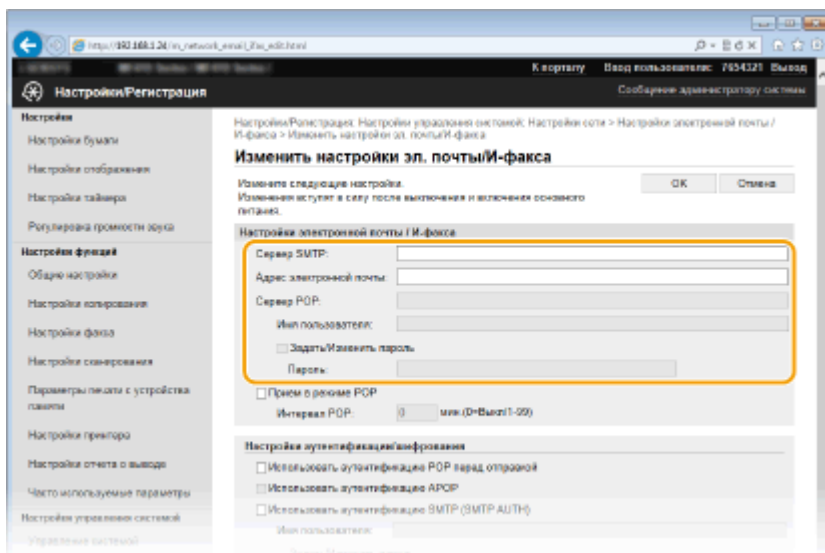 http://192.168.1.24/m_network_email_ifax_edit.html
К порталу Ввод пользователя: 7654321 Выход
Настройки/Регистрация
Сообщение администратору системы
Настройки
Настройки бумаги
Настройки отображения
Настройки таймера
Регулировка громкости звука
Настройки функций
Общие настройки
Настройки копирования
Настройки факса
Настройки сканирования
Параметры печати с устройства
памяти
Настройки принтера
Настройки отчета о выводе
Часто используемые параметры
Настройки управления системой
Управление системой
Настройки/Регистрация: Настройки управления системой: Настройки сети > Настройки электронной почты /
И-факса > Изменить настройки эл. почты/И-факса
Изменить настройки эл. почты/И-факса
Измените следующие настройки.
Изменения вступят в силу после выключения и включения основного
питания.
OK Отмена
Настройки электронной почты / И-факса
Сервер SMTP:
Адрес электронной почты:
Сервер POP:
Имя пользователя:
Задать/Изменить пароль
Пароль:
Прием в режиме POP
Интервал POP: 0 мин.(0=Выкл/1-99)
Настройки аутентификации/шифрования
Использовать аутентификацию POP перед отправкой
Использовать аутентификацию APOP
Использовать аутентификацию SMTP (SMTP AUTH)
Имя пользователя: